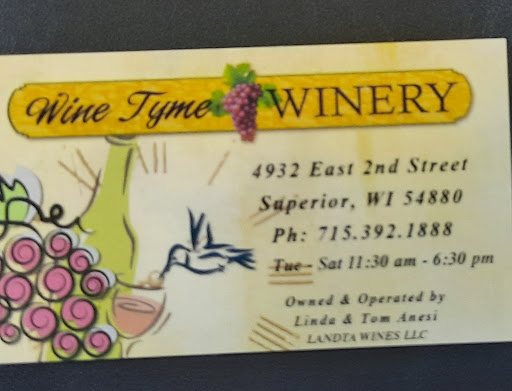 Wine Tyme WINERY
4932 East 2nd Street
Superior, WI 54880
Ph: 715.392.1888
Tue - Sat 11:30 am - 6:30 pm
Owned & Operated by
Linda & Tom Anesi
LANDTA WINES LLC